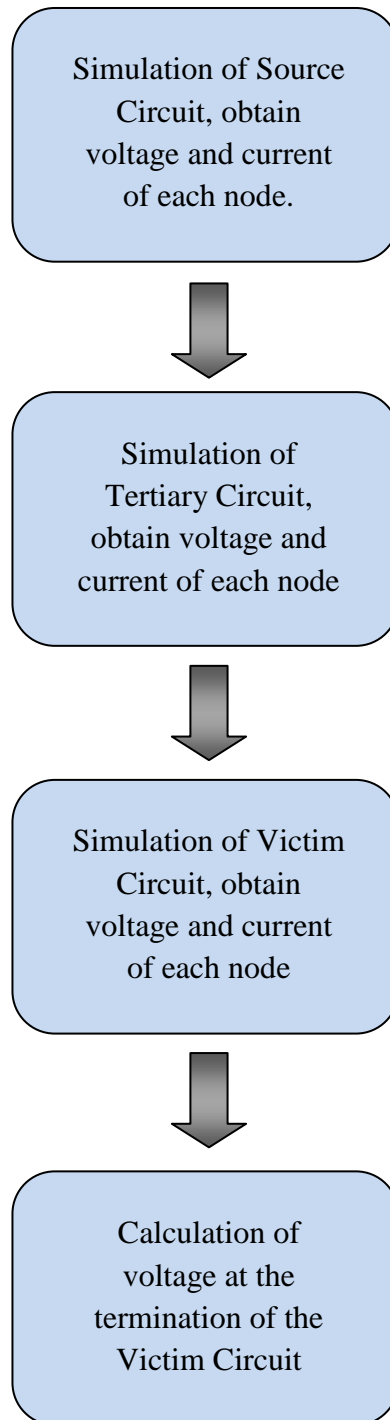 Simulation of Source
Circuit, obtain
voltage and current
of each node.
Simulation of
Tertiary Circuit,
obtain voltage and
current of each node
Simulation of Victim
Circuit, obtain
voltage and current
of each node
Calculation of
voltage at the
termination of the
Victim Circuit